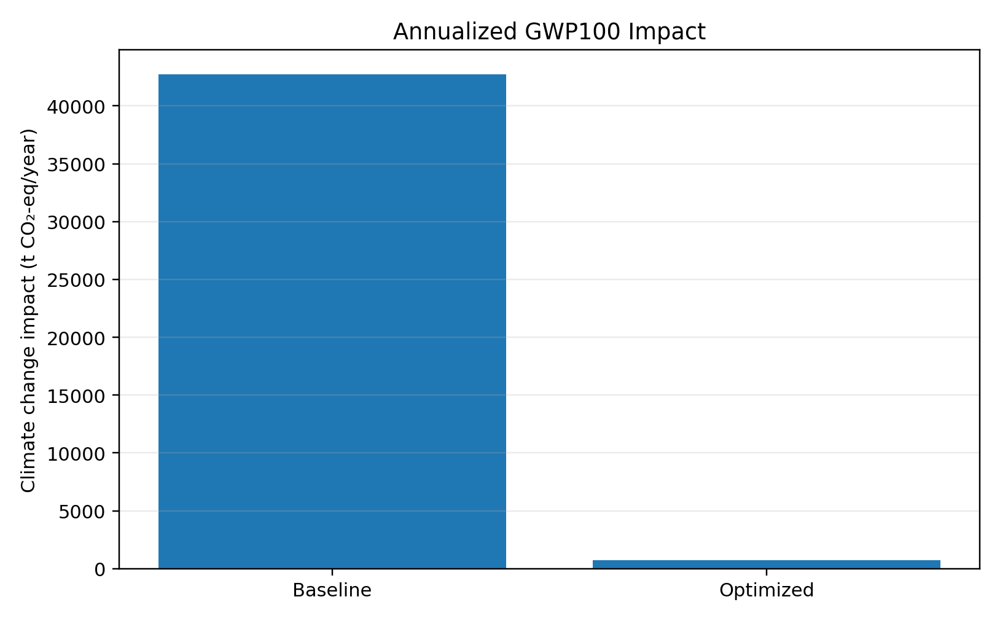 Annualized GWP100 Impact
Climate change impact (t CO₂-eq/year)
40000
35000
30000
25000
20000
15000
10000
5000
0
Baseline
Optimized